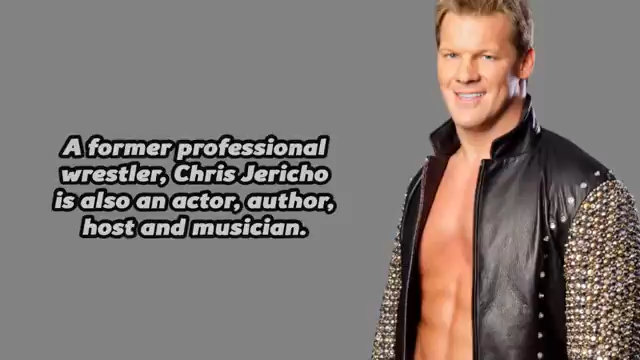 A former professional
wrestler, Chris Jericho
is also an actor, author,
host and musician.